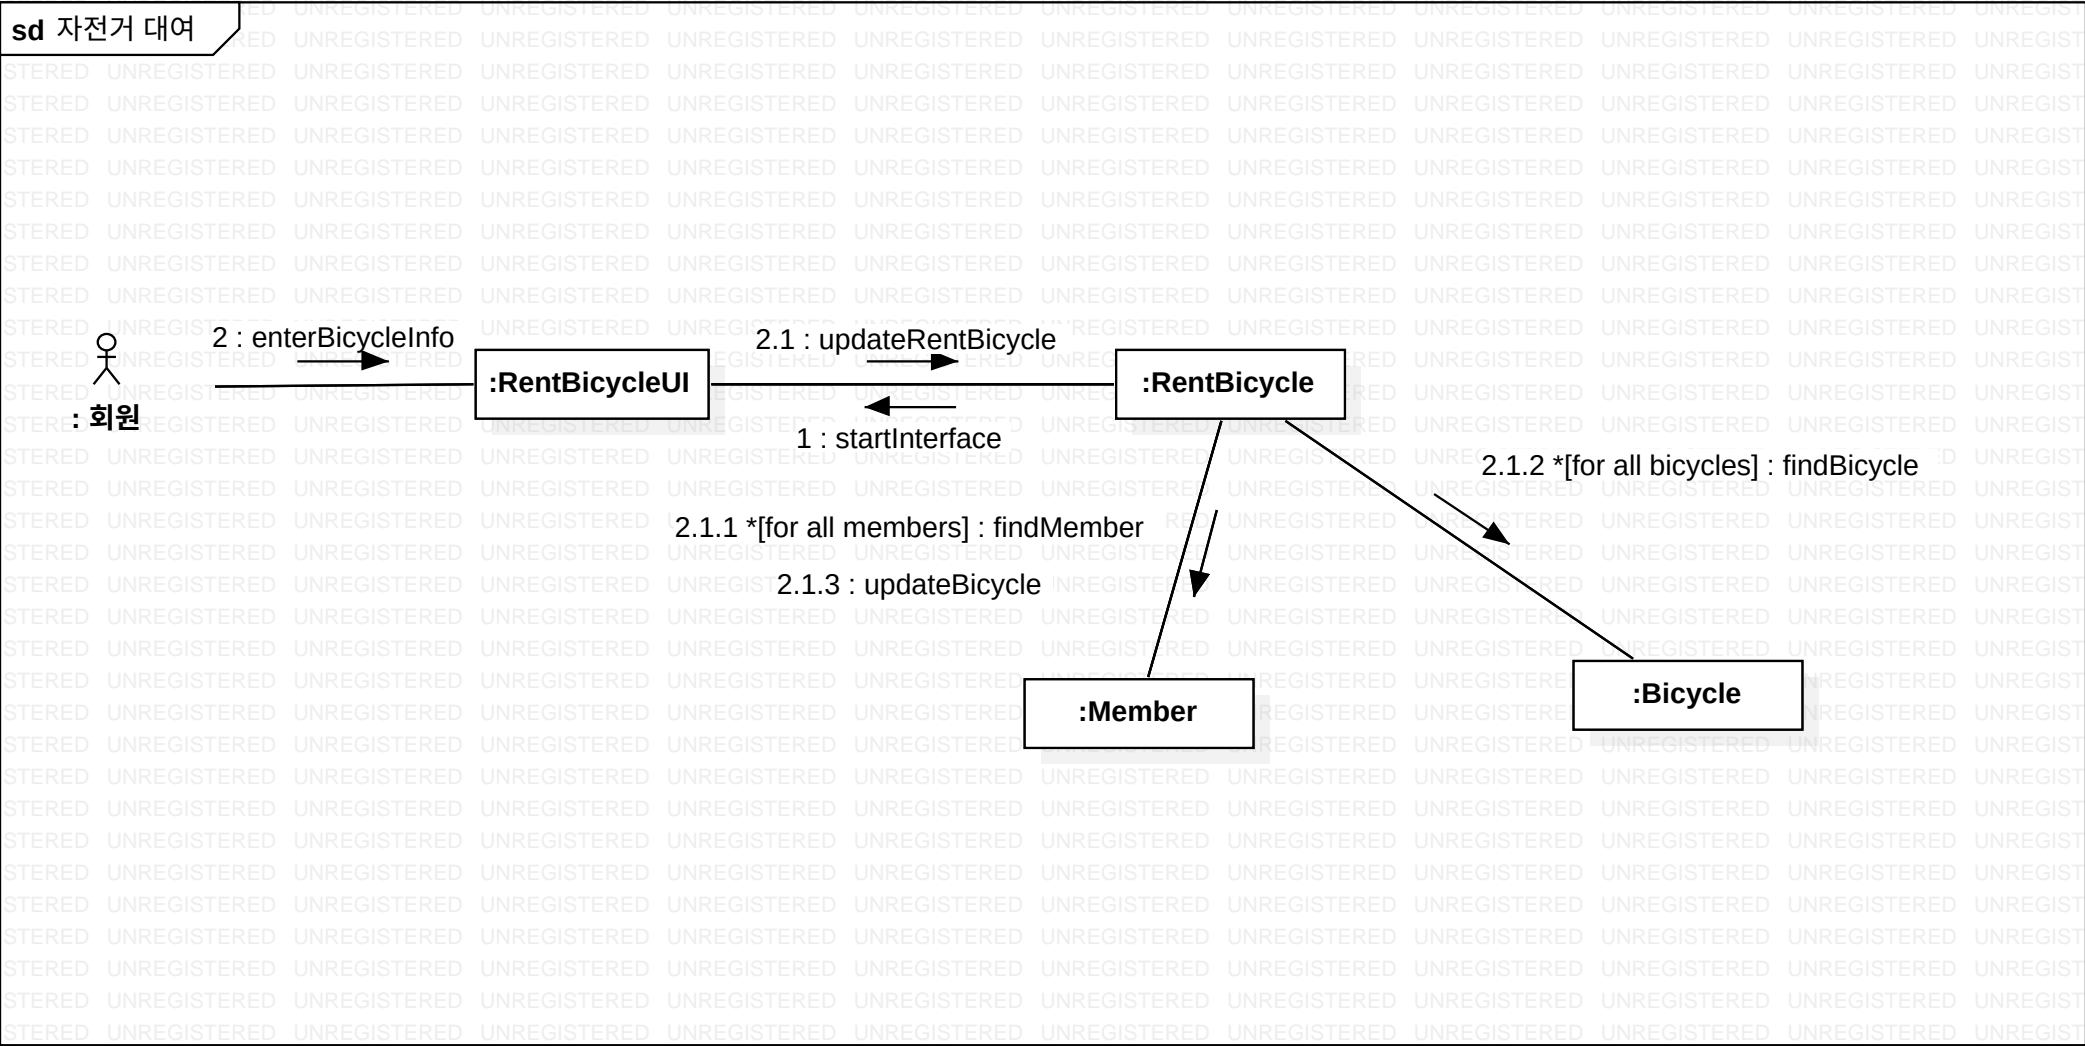 sd 자전거 대여
2 : enterBicycleInfo
2.1 : updateRentBicycle
: 회원
:RentBicycleUI
:RentBicycle
1 : startInterface
2.1.2 *[for all bicycles] : findBicycle
2.1.1 *[for all members] : findMember
2.1.3 : updateBicycle
:Member
:Bicycle
UNREGISTERED